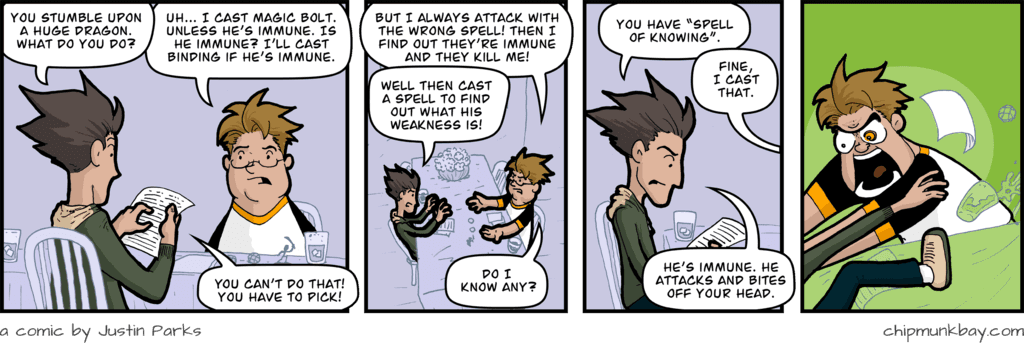 YOU STUMBLE UPON
A HUGE DRAGON.
WHAT DO YOU DO?
UH... I CAST MAGIC BOLT.
UNLESS HE'S IMMUNE. IS
HE IMMUNE? I'LL CAST
BINDING IF HE'S IMMUNE.
YOU CAN'T DO THAT!
YOU HAVE TO PICK!
BUT I ALWAYS ATTACK WITH
THE WRONG SPELL! THEN I
FIND OUT THEY'RE IMMUNE
AND THEY KILL ME!
WELL THEN CAST
A SPELL TO FIND
OUT WHAT HIS
WEAKNESS IS!
DO I
KNOW ANY?
YOU HAVE "SPELL
OF KNOWING".
FINE,
I CAST
THAT.
HE'S IMMUNE. HE
ATTACKS AND BITES
OFF YOUR HEAD.
a comic by Justin Parks
chipmunkbay.com